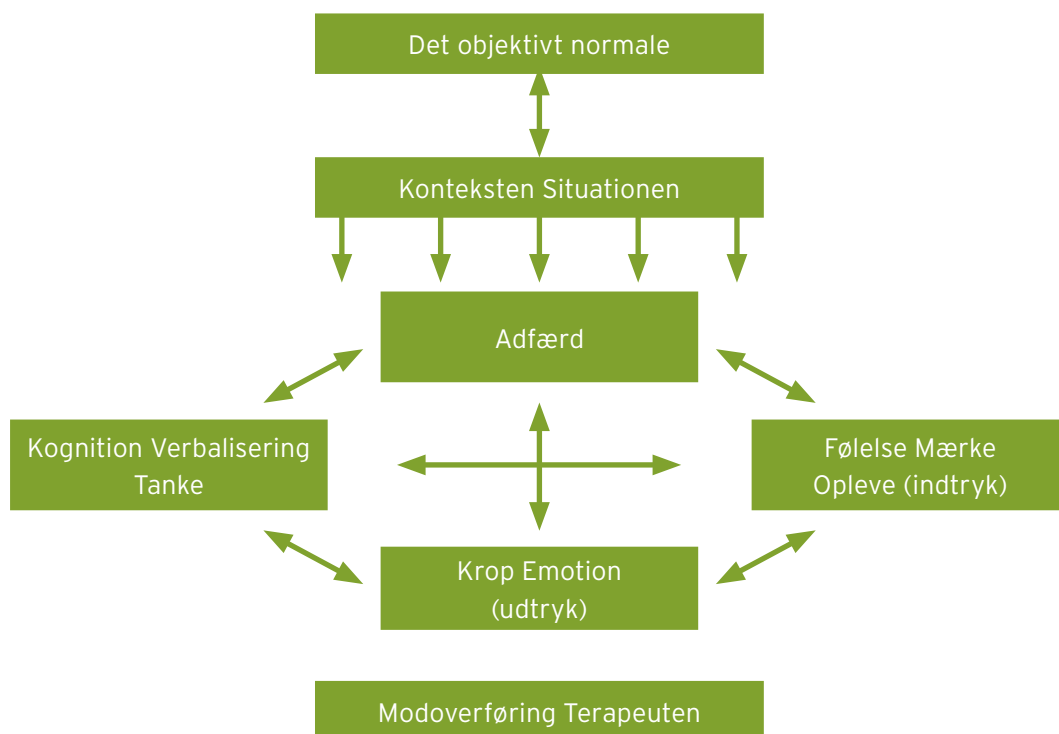 Det objektivt normale
Konteksten Situationen
Adfærd
Kognition Verbalisering
Tanke
Følelse Mærke
Opleve (indtryk)
Krop Emotion
(udtryk)
Modoverføring Terapeuten